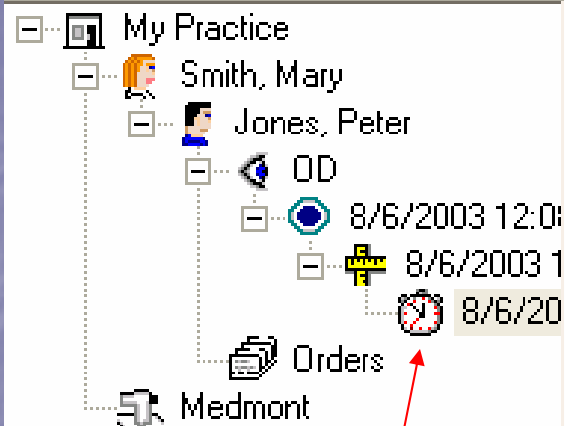 My Practice
Smith, Mary
Jones, Peter
OD
8/6/2003 12:0
8/6/2003 1
8/6/20
Orders
Medmont